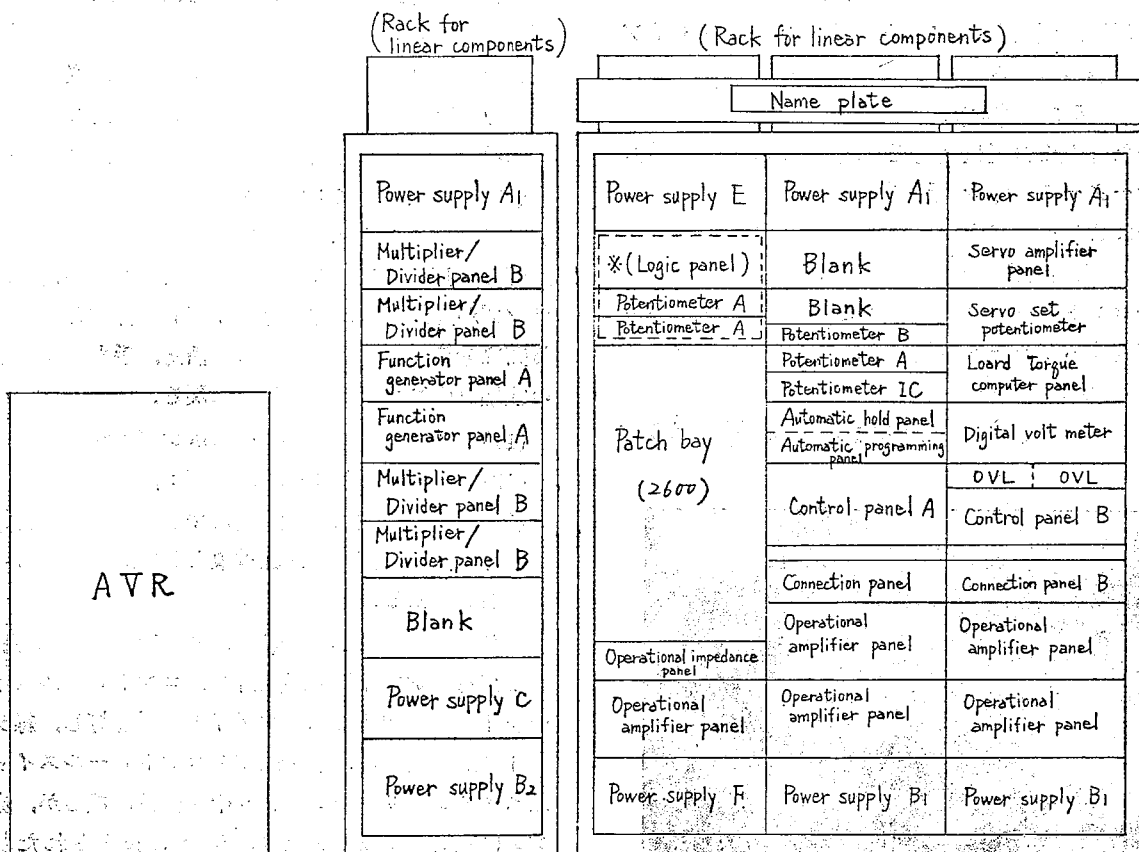 (Rack for
linear components)
(Rack for linear components)
Name plate
AVR
Power supply A1
Multiplier/
Divider panel B
Multiplier/
Divider panel B
Function
generator panel A
Function
generator panel A
Multiplier/
Divider panel B
Multiplier/
Divider panel B
Blank
Power supply C
Power supply B2
Power supply E
※(Logic panel)
Potentiometer A
Potentiometer A
Patch bay
(2600)
Operational impedance
panel
Operational
amplifier panel
Power supply F
Power supply A1
Blank
Blank
Potentiometer B
Potentiometer A
Potentiometer IC
Automatic hold panel
Automatic programming
panel
Control panel A
Connection panel
Operational
amplifier panel
Operational
amplifier panel
Power supply B1
Power supply A1
Servo amplifier
panel
Servo set
potentiometer
Loard Torque
computer panel
Digital volt meter
OVL OVL
Control panel B
Connection panel B
Operational
amplifier panel
Operational
amplifier panel
Power supply B1